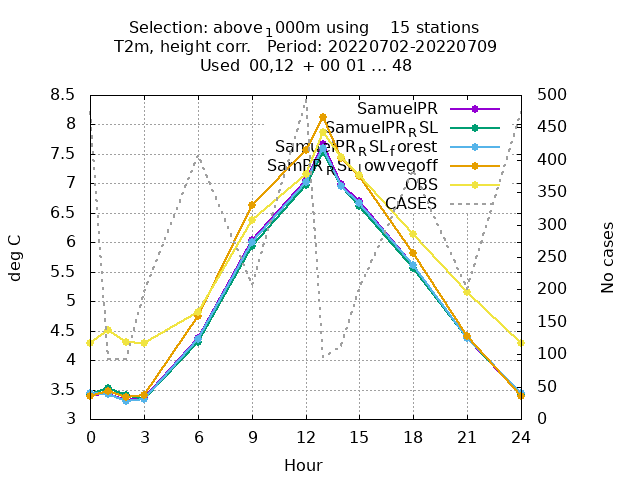 Selection: above_1000m using    15 stations
T2m, height corr.   Period: 20220702-20220709
Used  00,12  + 00 01 ... 48
8.5
8
7.5
7
6.5
6
5.5
5
4.5
4
3.5
3
deg C
500
450
400
350
300
250
200
150
100
50
0
No cases
SamuelPR
SamuelPR_RSL
SamuelPR_RSL_forest
OBS
CASES
0 3 6 9 12 15 18 21 24
Hour